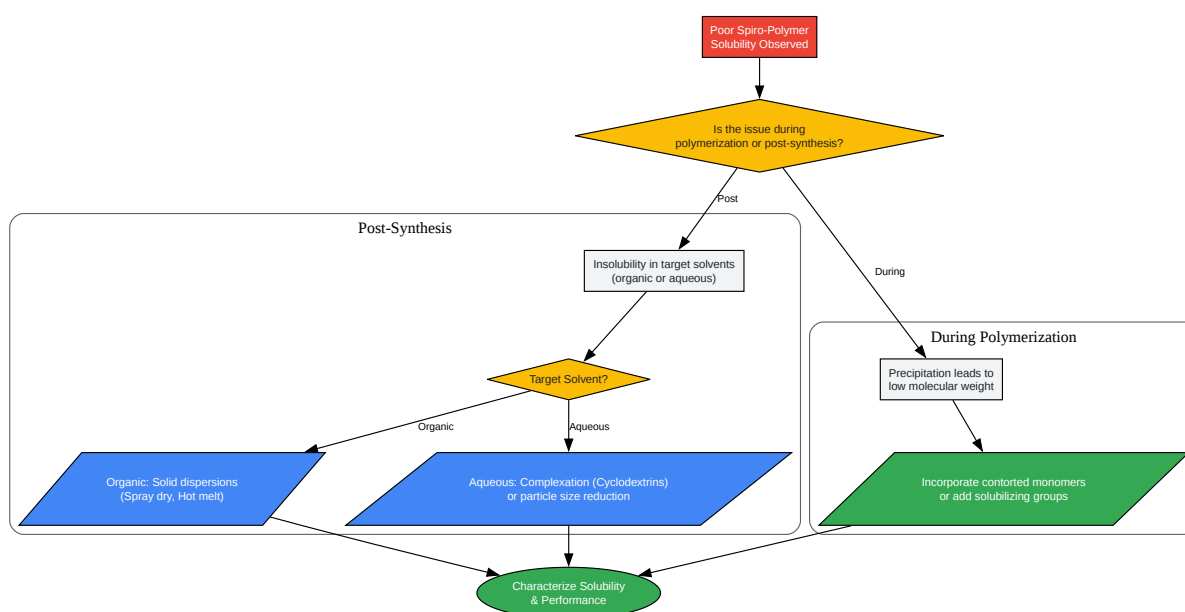 Poor Spiro-Polymer
Solubility Observed
Is the issue during
polymerization or post-synthesis?
Post
Post-Synthesis
Insolubility in target solvents
(organic or aqueous)
During
During Polymerization
Precipitation leads to
low molecular weight
Target Solvent?
Organic
Aqueous
Organic: Solid dispersions
(Spray dry, Hot melt)
Aqueous: Complexation (Cyclodextrins)
or particle size reduction
Incorporate contorted monomers
or add solubilizing groups
Characterize Solubility
& Performance